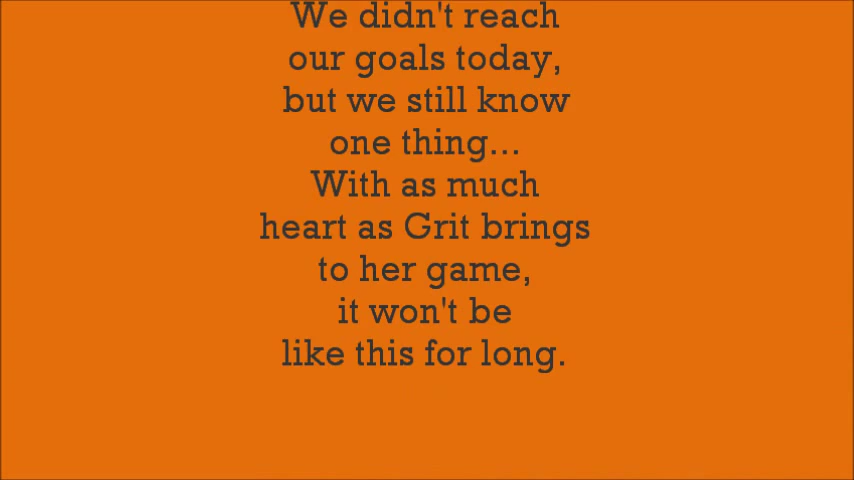 We didn't reach
our goals today,
but we still know
one thing...
With as much
heart as Grit brings
to her game,
it won't be
like this for long.